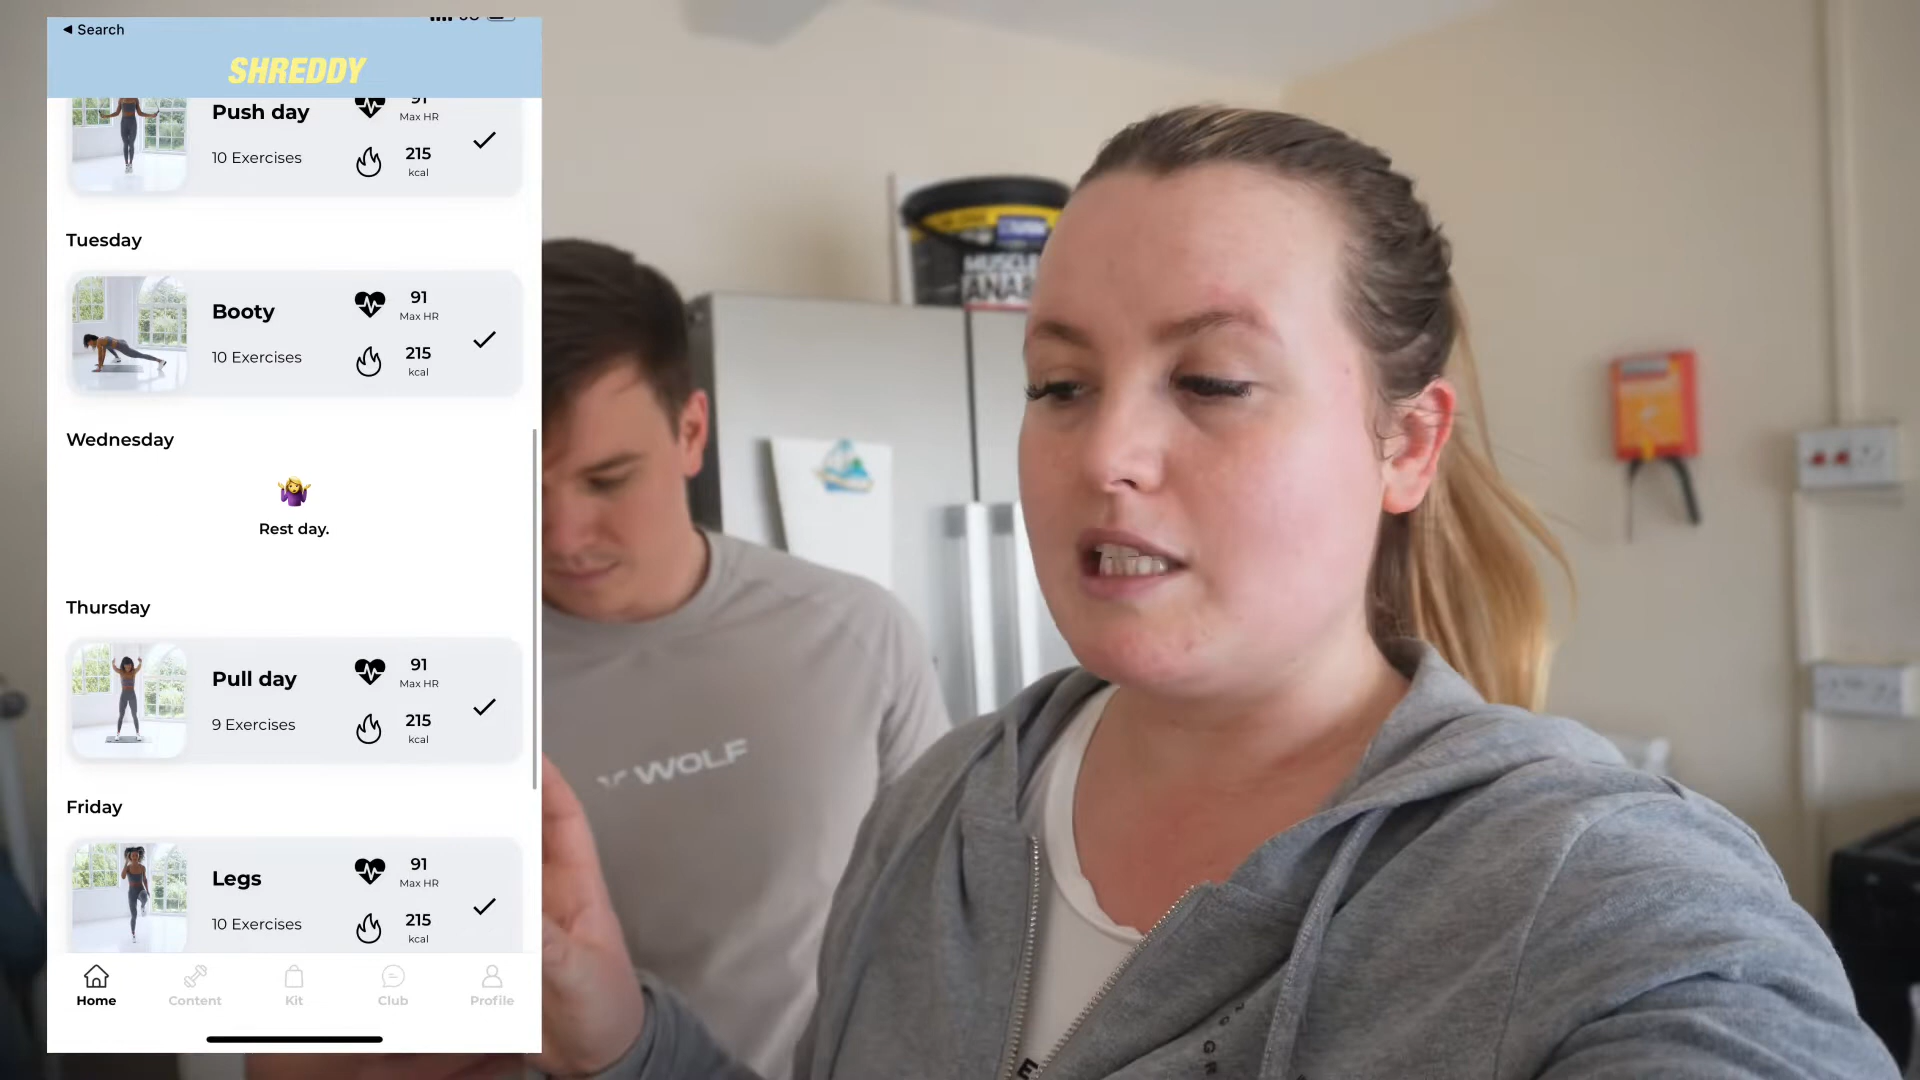 ◀ Search
SHREDDY
Push day
91
Max HR
10 Exercises
215
kcal
Tuesday
Booty
91
Max HR
10 Exercises
215
kcal
Wednesday
Rest day.
Thursday
Pull day
91
Max HR
9 Exercises
215
kcal
Friday
Legs
91
Max HR
10 Exercises
215
kcal
Home
Content
Kit
Club
Profile
WOLF